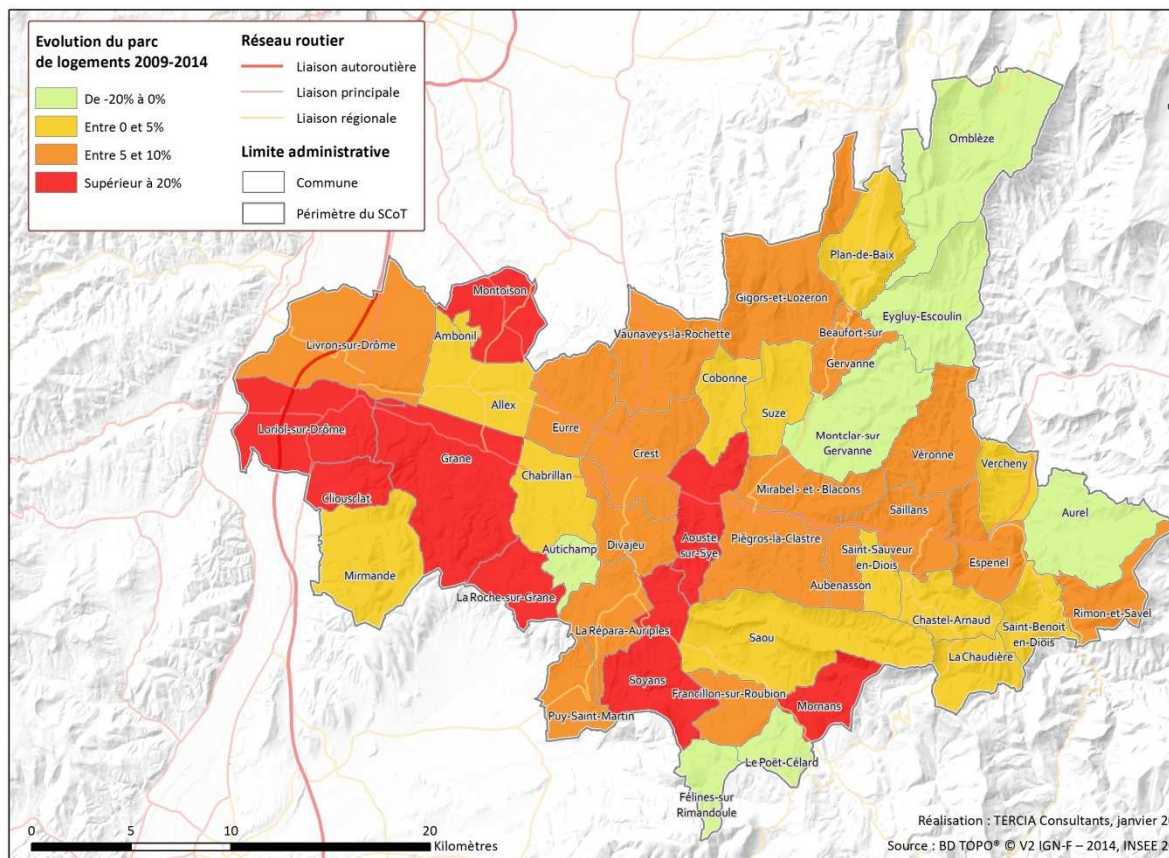 Evolution du parc
de logements 2009-2014
De -20% à 0%
Entre 0 et 5%
Entre 5 et 10%
Supérieur à 20%
Réseau routier
Liaison autoroutière
Liaison principale
Liaison régionale
Limite administrative
Commune
Périmètre du SCoT
Omblèze
Plan-de-Baix
Montoison
Gigors-et-Lozeron
Eygluy-Escoulin
Vaunaveys-la-Rochette
Beaufort-sur
Gervanne
Livron-sur-Drôme
Ambonil
Cobonne
Allex
Suze
Eurre
Loriol-sur-Drôme
Montclar-sur
Gervanne
Grane
Crest
Véronne
Chabrillan
Vercheny
Cliousclat
Mirabel - et - Blacons
Saillans
Aurel
Aouste
sur-Sye
Piégros-la-Clastre
Autichamp
Divajeu
Saint-Sauveur
en-Diois
Espenel
Mirmande
Aubenasson
La Roche-sur-Grane
Rimon-et-Savel
Chastel-Arnaud
Saint-Benoit
en-Diois
La Répara-Auriples
Saou
La Chaudière
Soyans
Francillon-sur-Roubion
Mornans
Puy-Saint-Martin
Le Poët-Célard
Félines-sur
Rimandoule
0 5 10 20
Kilomètres
Réalisation : TERCIA Consultants, janvier 20
Source : BD TOPO® © V2 IGN-F – 2014, INSEE 2